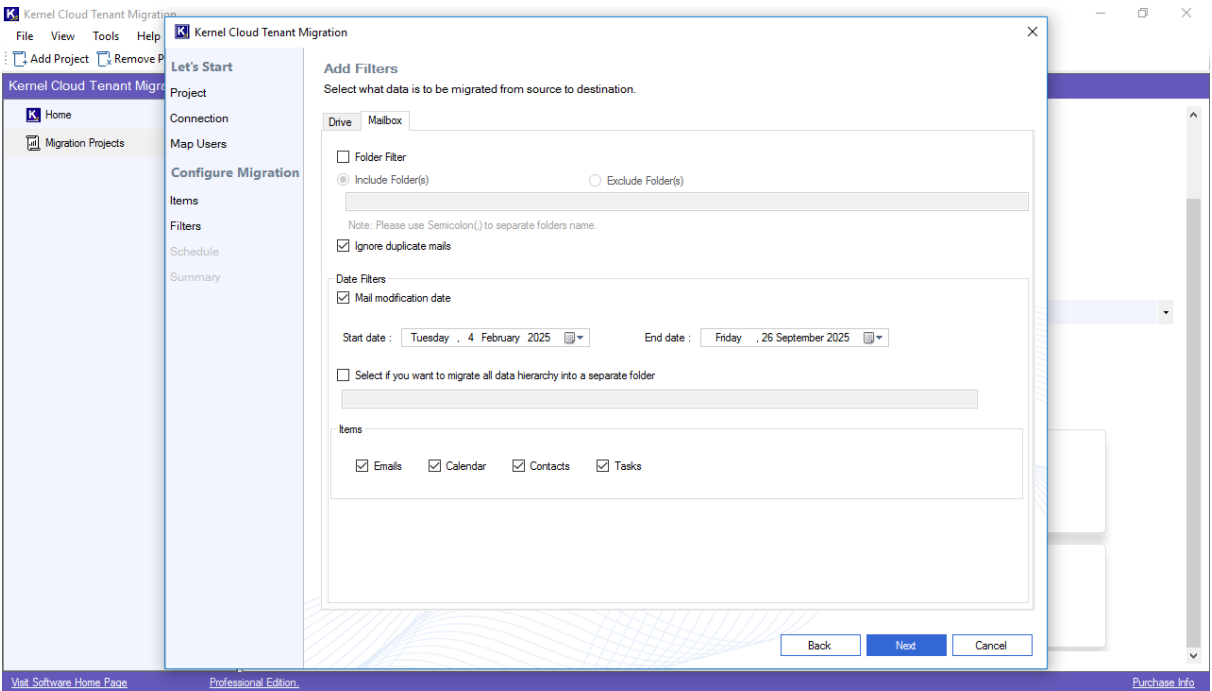 Kernel Cloud Tenant Migration
File View Tools Help
Add Project Remove P
Kernel Cloud Tenant Migra
Home
Migration Projects
Kernel Cloud Tenant Migration
Let's Start
Project
Connection
Map Users
Configure Migration
Items
Filters
Schedule
Summary
Add Filters
Select what data is to be migrated from source to destination.
Drive Mailbox
Folder Filter
Include Folder(s) Exclude Folder(s)
Note: Please use Semicolon(;) to separate folders name.
Ignore duplicate mails
Date Filters
Mail modification date
Start date : Tuesday , 4 February 2025 End date : Friday , 26 September 2025
Select if you want to migrate all data hierarchy into a separate folder
Items
Emails Calendar Contacts Tasks
Back Next Cancel
Visit Software Home Page Professional Edition. Purchase Info